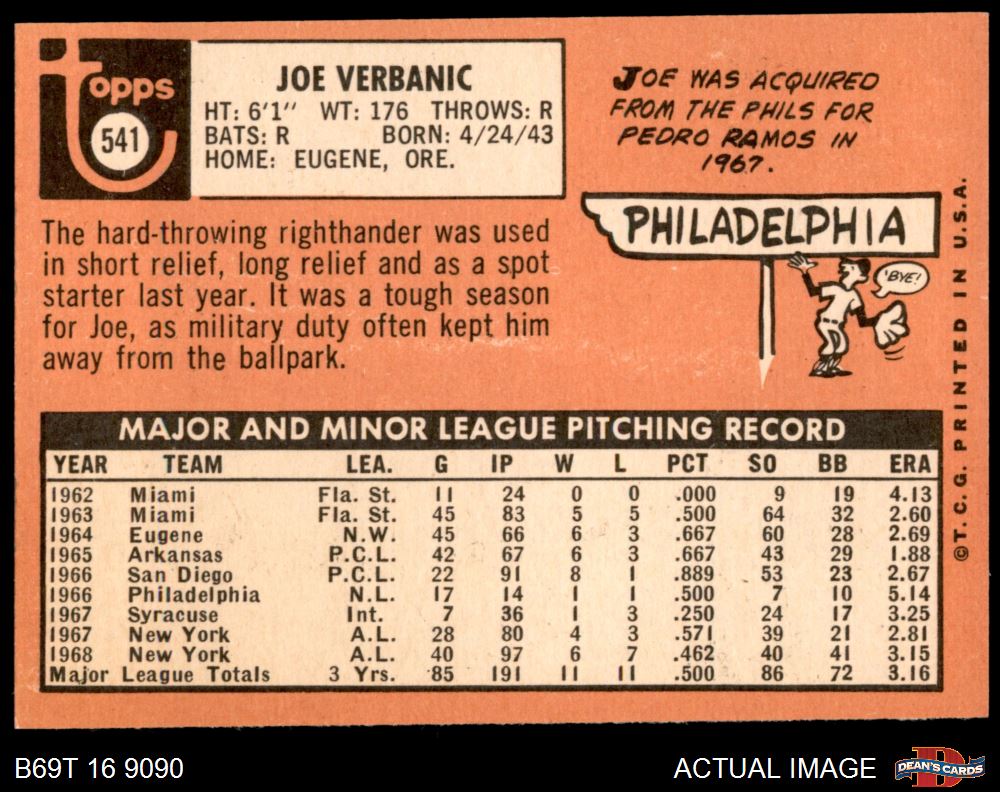 Topps
541
JOE VERBANIC
HT: 6'1" WT: 176 THROWS: R
BATS: R BORN: 4/24/43
HOME: EUGENE, ORE.
JOE WAS ACQUIRED
FROM THE PHILS FOR
PEDRO RAMOS IN
1967.
PHILADELPHIA
'BYE!
The hard-throwing righthander was used
in short relief, long relief and as a spot
starter last year. It was a tough season
for Joe, as military duty often kept him
away from the ballpark.
MAJOR AND MINOR LEAGUE PITCHING RECORD
YEAR TEAM LEA. G IP W L PCT SO BB ERA
1962 Miami Fla. St. 11 24 0 0 .000 9 19 4.13
1963 Miami Fla. St. 45 83 5 5 .500 64 32 2.60
1964 Eugene N.W. 45 66 6 3 .667 60 28 2.69
1965 Arkansas P.C.L. 42 67 6 3 .667 43 29 1.88
1966 San Diego P.C.L. 22 91 8 1 .889 53 23 2.67
1966 Philadelphia N.L. 17 14 1 1 .500 7 10 5.14
1967 Syracuse Int. 7 36 1 3 .250 24 17 3.25
1967 New York A.L. 28 80 4 3 .571 39 21 2.81
1968 New York A.L. 40 97 6 7 .462 40 41 3.15
Major League Totals 3 Yrs. 85 191 11 11 .500 86 72 3.16
©T. C. G. PRINTED IN U.S.A.
B69T 16 9090
ACTUAL IMAGE
DEAN'S CARDS